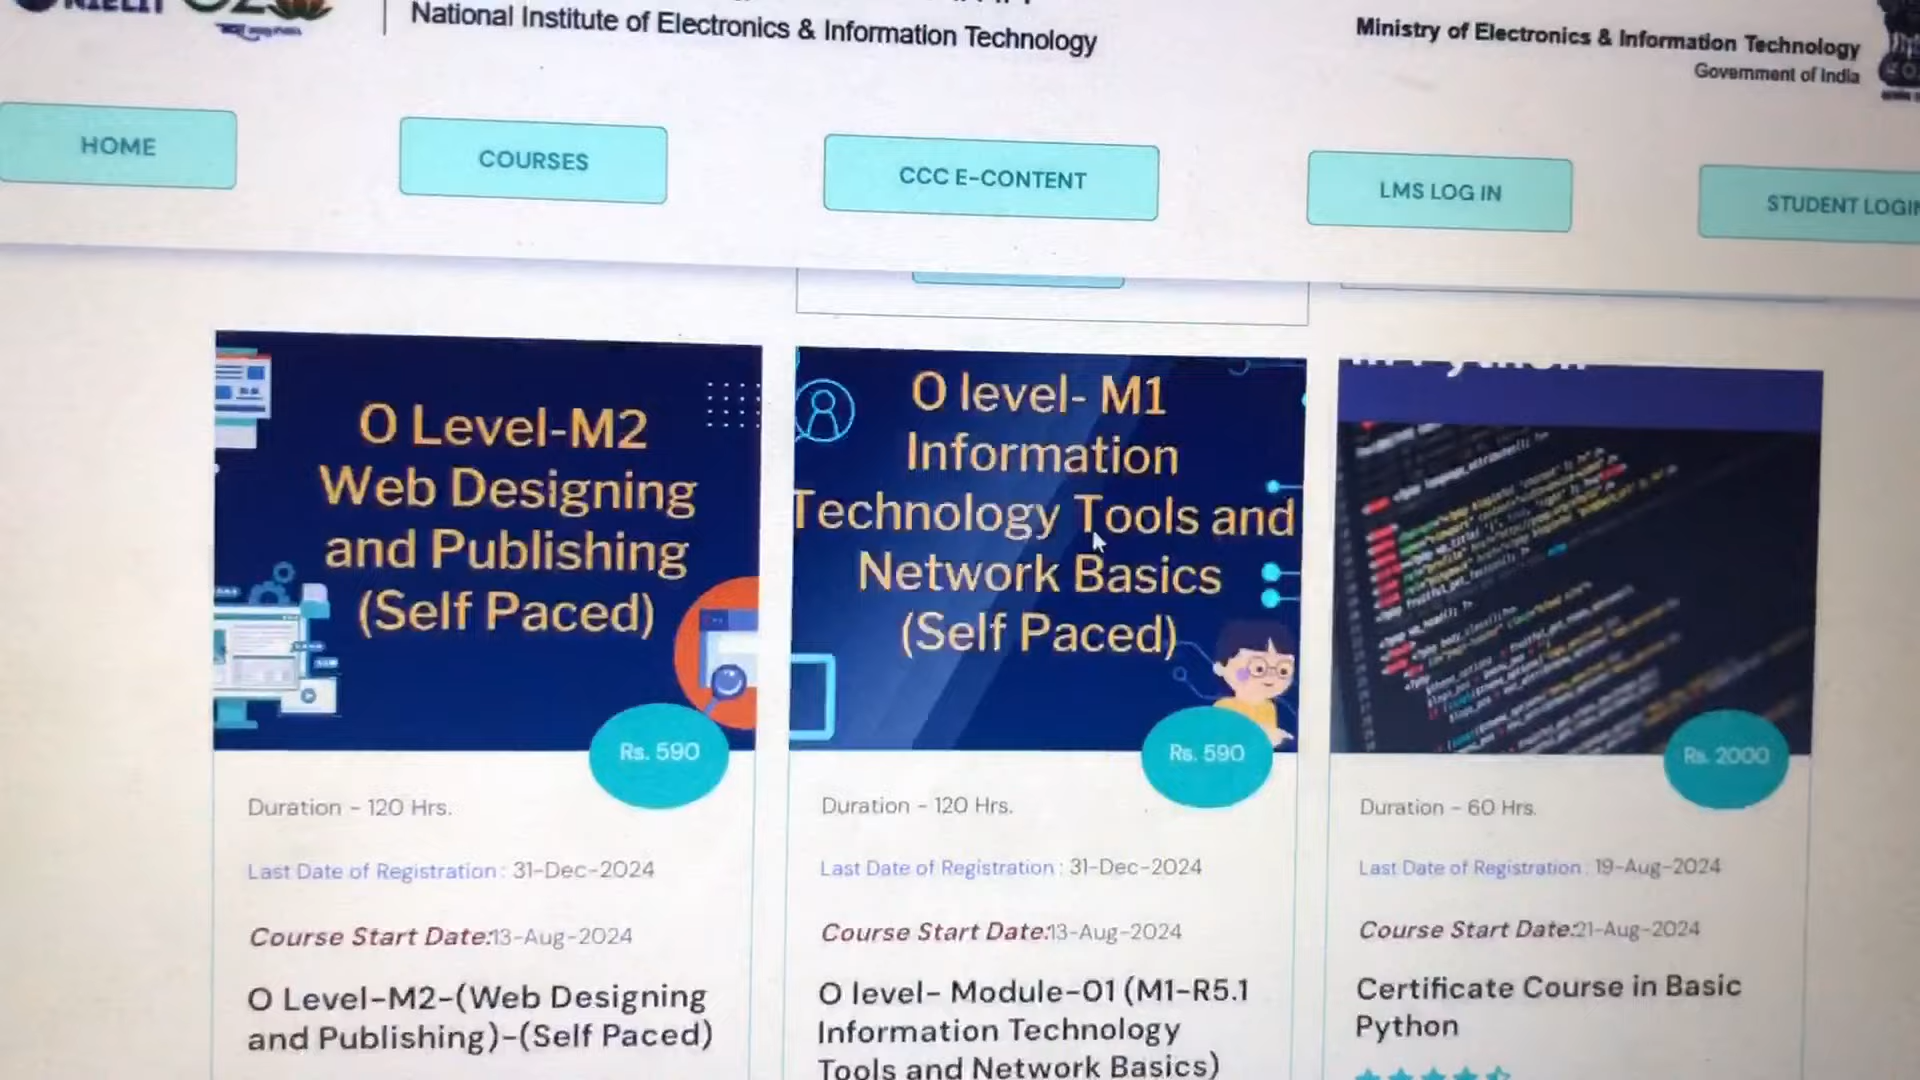 NIELIT
National Institute of Electronics & Information Technology
Ministry of Electronics & Information Technology
Government of India
HOME
COURSES
CCC E-CONTENT
LMS LOG IN
STUDENT LOGIN
O Level-M2
Web Designing
and Publishing
(Self Paced)
Rs. 590
Duration - 120 Hrs.
Last Date of Registration : 31-Dec-2024
Course Start Date:13-Aug-2024
O Level-M2-(Web Designing
and Publishing)-(Self Paced)
O level- M1
Information
Technology Tools and
Network Basics
(Self Paced)
Rs. 590
Duration - 120 Hrs.
Last Date of Registration : 31-Dec-2024
Course Start Date:13-Aug-2024
O level- Module-01 (M1-R5.1
Information Technology
Tools and Network Basics)
Rs. 2000
Duration - 60 Hrs.
Last Date of Registration : 19-Aug-2024
Course Start Date:21-Aug-2024
Certificate Course in Basic
Python